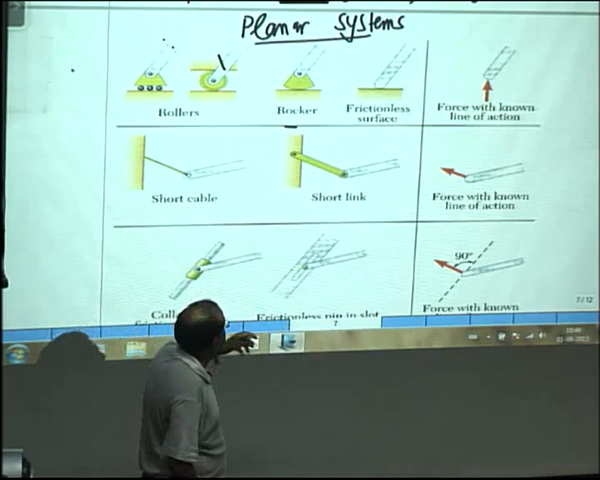 Planar systems
Rollers
Rocker
Frictionless
surface
Force with known
line of action
Short cable
Short link
Force with known
line of action
90°
Frictionless pin in slot
Force with known
7 / 12
7